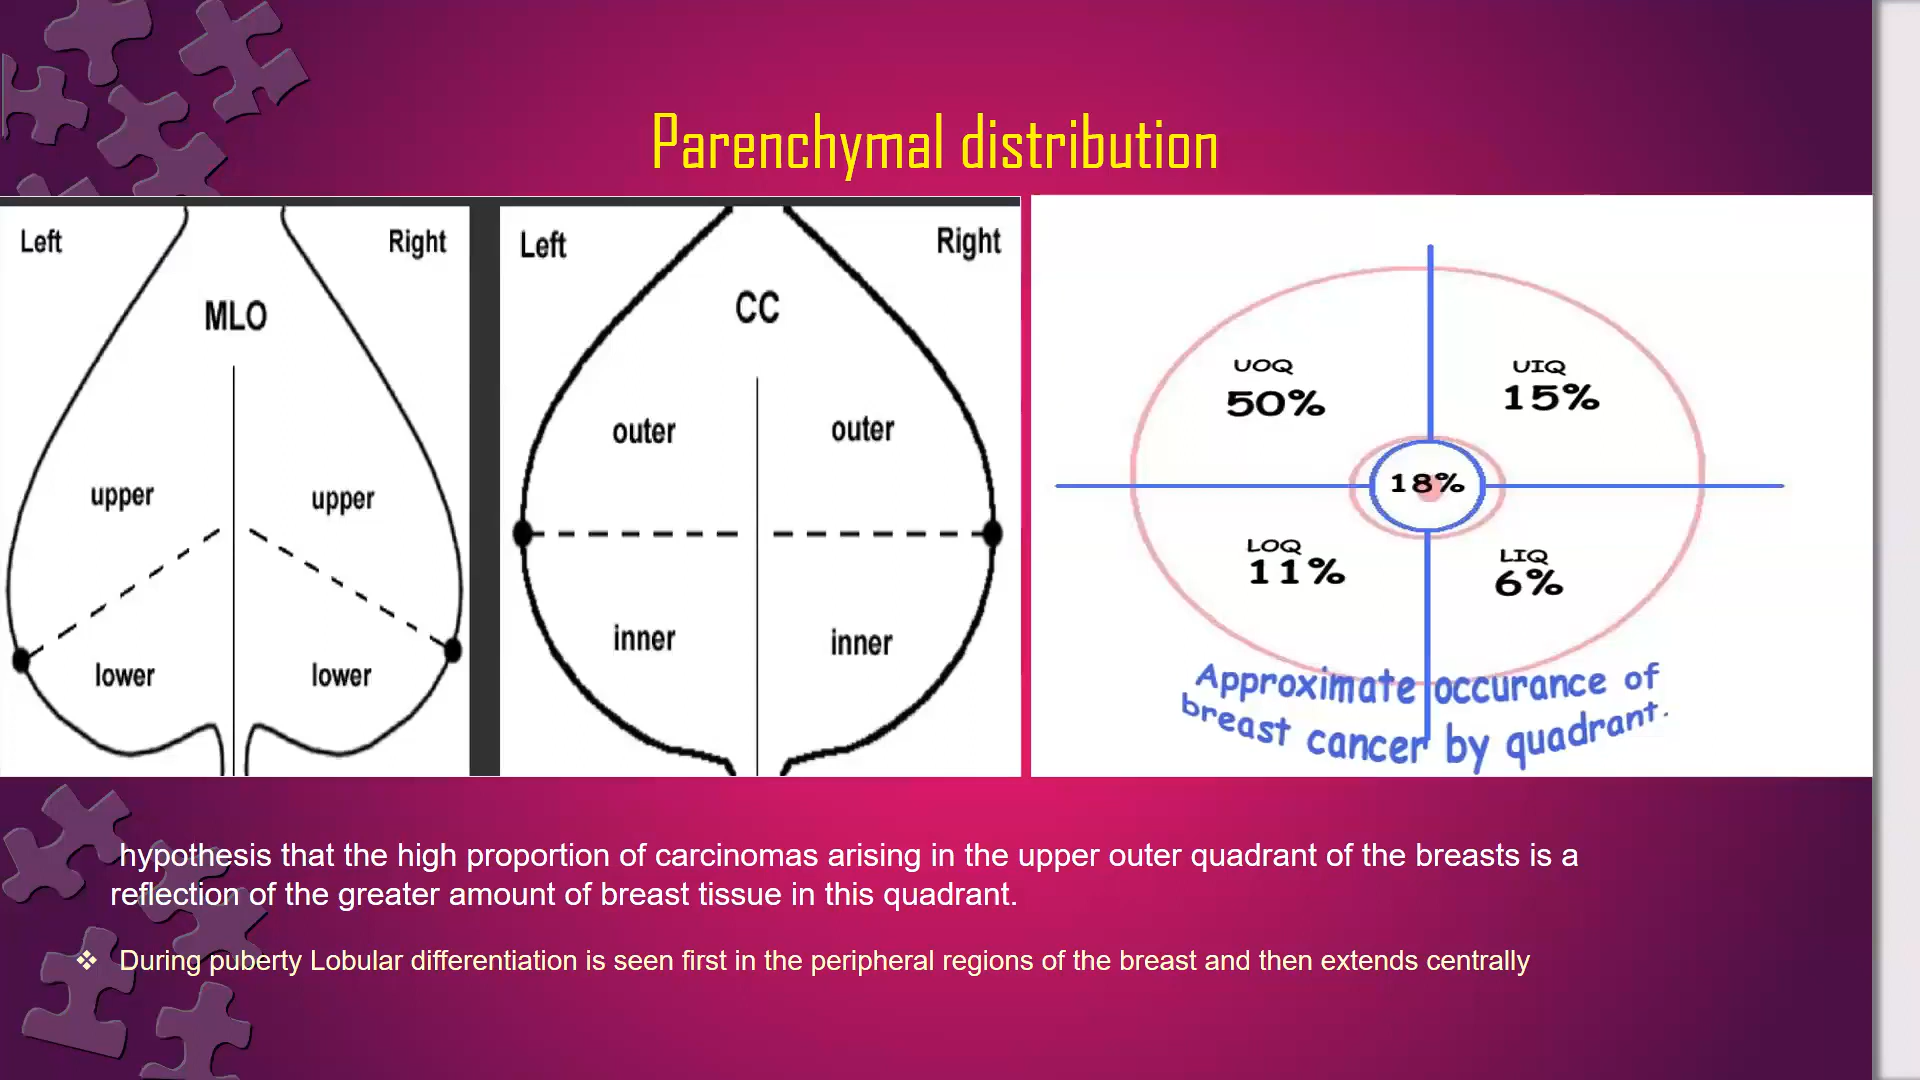 Parenchymal distribution
Left
Right
MLO
upper
upper
lower
lower
Left
Right
CC
outer
outer
inner
inner
UOQ
50%
UIQ
15%
18%
LOQ
11%
LIQ
6%
Approximate occurance of
breast cancer by quadrant.
hypothesis that the high proportion of carcinomas arising in the upper outer quadrant of the breasts is a
reflection of the greater amount of breast tissue in this quadrant.
❖ During puberty Lobular differentiation is seen first in the peripheral regions of the breast and then extends centrally